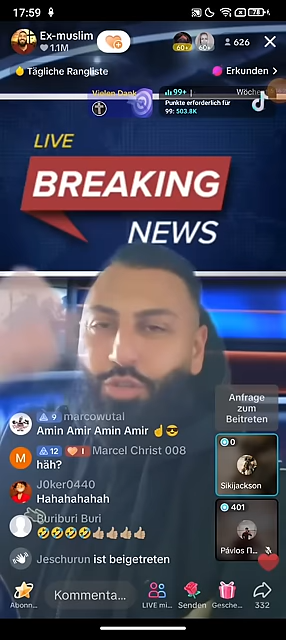 17:59
78
Ex-muslim
1.1M
60+
60+
626
Tägliche Rangliste
Erkunden
Vielen Dank
99+
Woche
Punkte erforderlich für
99: 503.8K
LIVE
BREAKING
NEWS
Anfrage
zum
Beitreten
9 marcowutal
Amin Amir Amin Amir ☝😎
0
M
12 I Marcel Christ 008
häh?
Sikijackson
J0ker0440
Hahahahahah
401
Buriburi Buri
🤣🤣🤣🤣👍🏼👍🏼👍🏼👍🏼
Pávlos Π...
Jeschurun ist beigetreten
Abonn...
Kommenta...
LIVE mi...
Senden
Gesche...
332